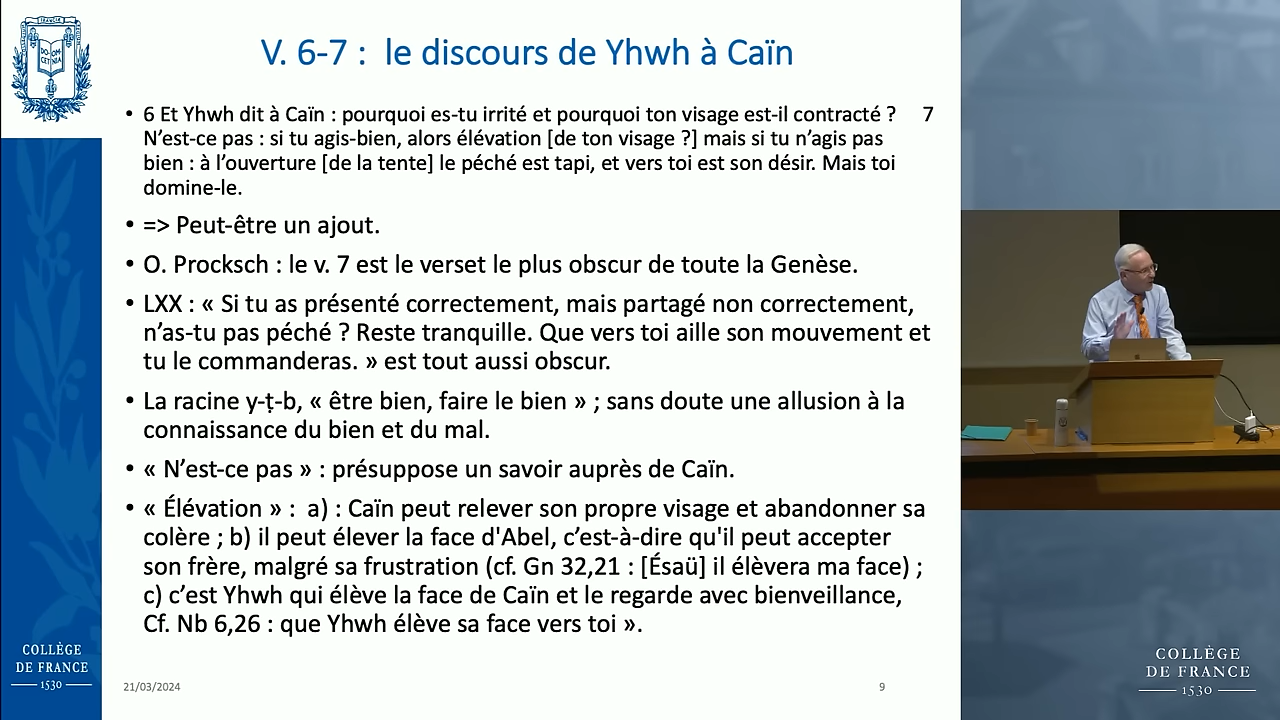 V. 6-7 :  le discours de Yhwh à Caïn
• 6 Et Yhwh dit à Caïn : pourquoi es-tu irrité et pourquoi ton visage est-il contracté ?   7
N’est-ce pas : si tu agis-bien, alors élévation [de ton visage ?] mais si tu n’agis pas
bien : à l’ouverture [de la tente] le péché est tapi, et vers toi est son désir. Mais toi
domine-le.
• => Peut-être un ajout.
• O. Procksch : le v. 7 est le verset le plus obscur de toute la Genèse.
• LXX : « Si tu as présenté correctement, mais partagé non correctement,
n’as-tu pas péché ? Reste tranquille. Que vers toi aille son mouvement et
tu le commanderas. » est tout aussi obscur.
• La racine y-ṭ-b, « être bien, faire le bien » ; sans doute une allusion à la
connaissance du bien et du mal.
• « N’est-ce pas » : présuppose un savoir auprès de Caïn.
• « Élévation » :  a) : Caïn peut relever son propre visage et abandonner sa
colère ; b) il peut élever la face d'Abel, c’est-à-dire qu'il peut accepter
son frère, malgré sa frustration (cf. Gn 32,21 : [Ésaü] il élèvera ma face) ;
c) c’est Yhwh qui élève la face de Caïn et le regarde avec bienveillance,
Cf. Nb 6,26 : que Yhwh élève sa face vers toi ».
21/03/2024
9
COLLÈGE
DE FRANCE
1530
COLLÈGE
DE FRANCE
1530